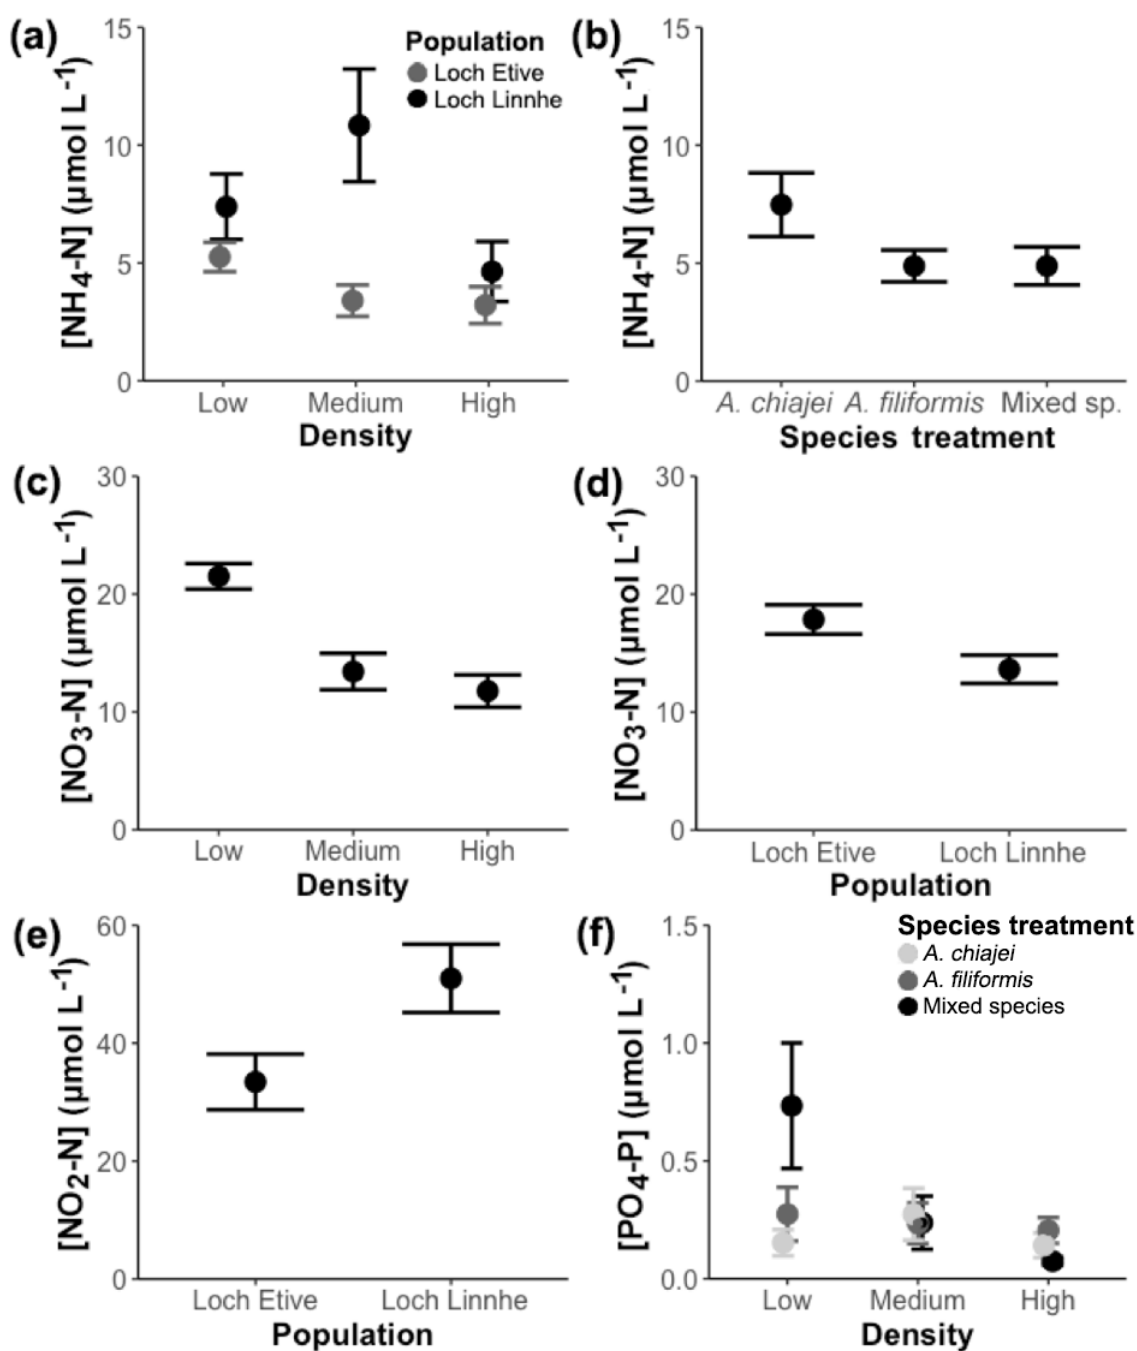 (a)
[NH4-N] (µmol L-1)
15
10
5
0
Population
Loch Etive
Loch Linnhe
Low Medium High
Density
(b)
[NH4-N] (µmol L-1)
15
10
5
0
A. chiajei A. filiformis Mixed sp.
Species treatment
(c)
[NO3-N] (µmol L-1)
30
20
10
0
Low Medium High
Density
(d)
[NO3-N] (µmol L-1)
30
20
10
0
Loch Etive Loch Linnhe
Population
(e)
[NO2-N] (µmol L-1)
60
40
20
0
Loch Etive Loch Linnhe
Population
(f)
[PO4-P] (µmol L-1)
1.5
1.0
0.5
0.0
Species treatment
A. chiajei
A. filiformis
Mixed species
Low Medium High
Density